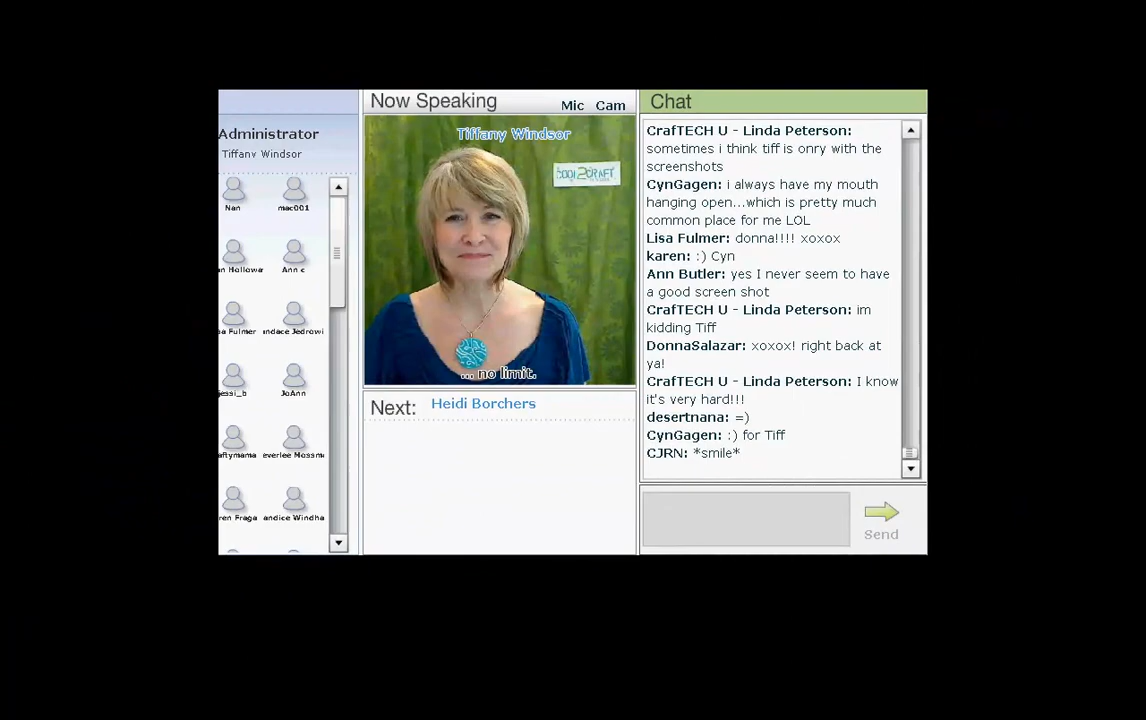 Administrator
Tiffany Windsor
Nan
mac001
Ann c
jessi_b
JoAnn
Now Speaking
Mic Cam
Tiffany Windsor
2CRAFT
... no limit.
Next: Heidi Borchers
Chat
CrafTECH U - Linda Peterson:
sometimes i think tiff is onry with the
screenshots
CynGagen: i always have my mouth
hanging open...which is pretty much
common place for me LOL
Lisa Fulmer: donna!!!! xoxox
karen: :) Cyn
Ann Butler: yes I never seem to have
a good screen shot
CrafTECH U - Linda Peterson: im
kidding Tiff
DonnaSalazar: xoxox! right back at
ya!
CrafTECH U - Linda Peterson: I know
it's very hard!!!
desertnana: =)
CynGagen: :) for Tiff
CJRN: *smile*
Send